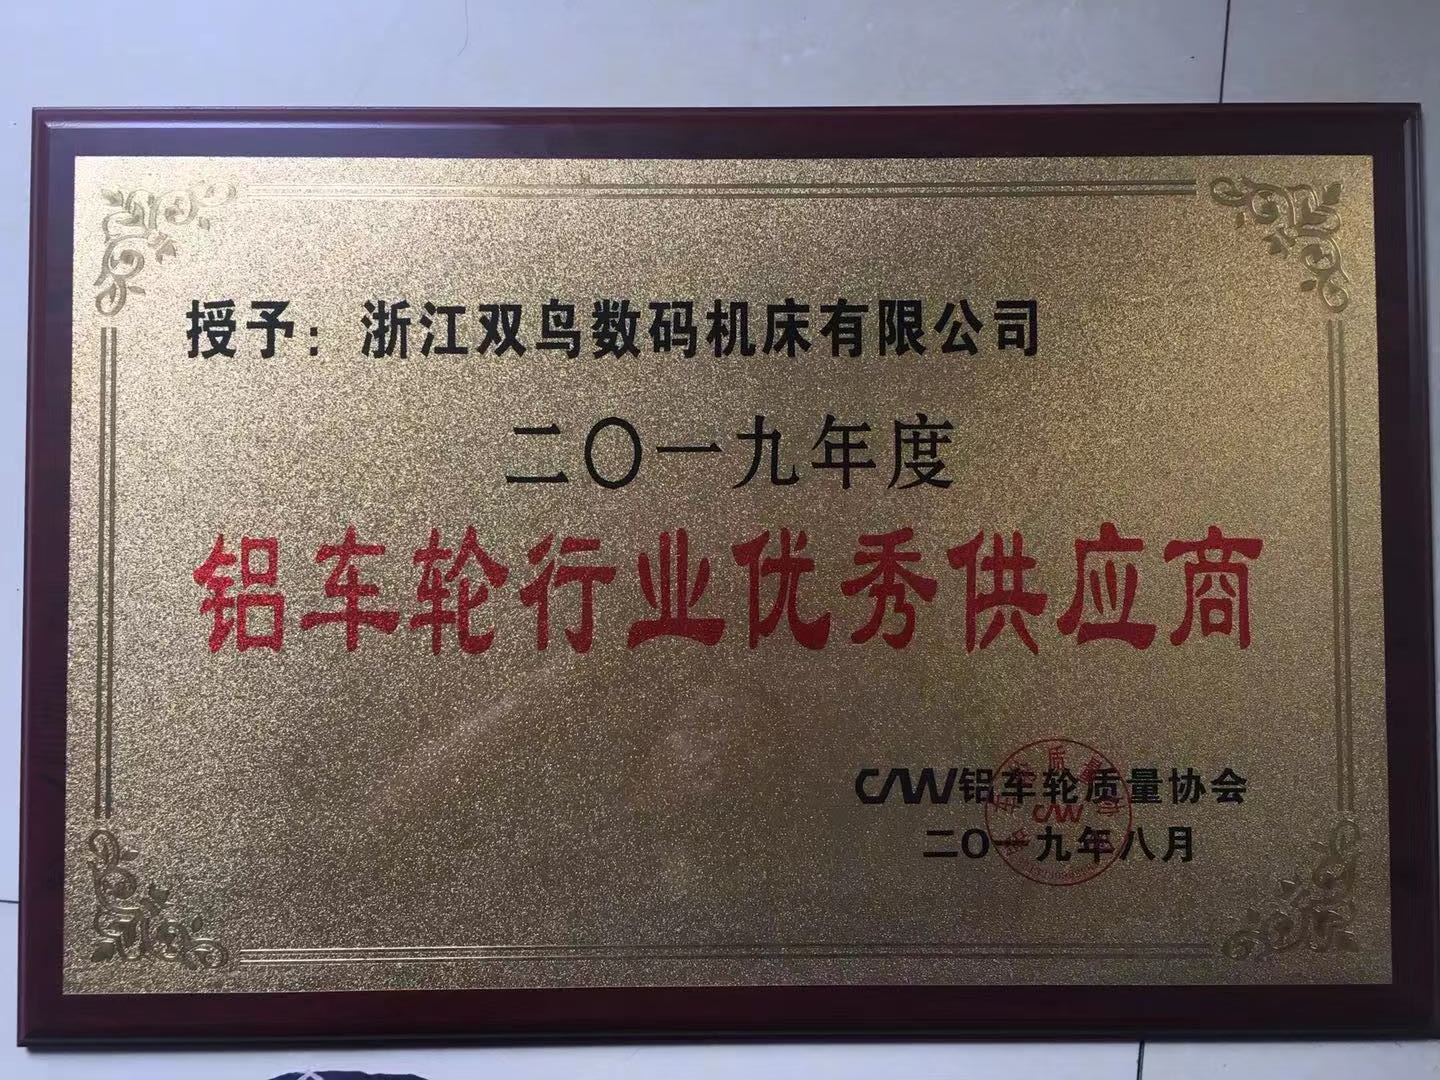 授予：浙江双鸟数码机床有限公司
二〇一九年度
铝车轮行业优秀供应商
CAW铝车轮质量协会
二〇一九年八月
CAW